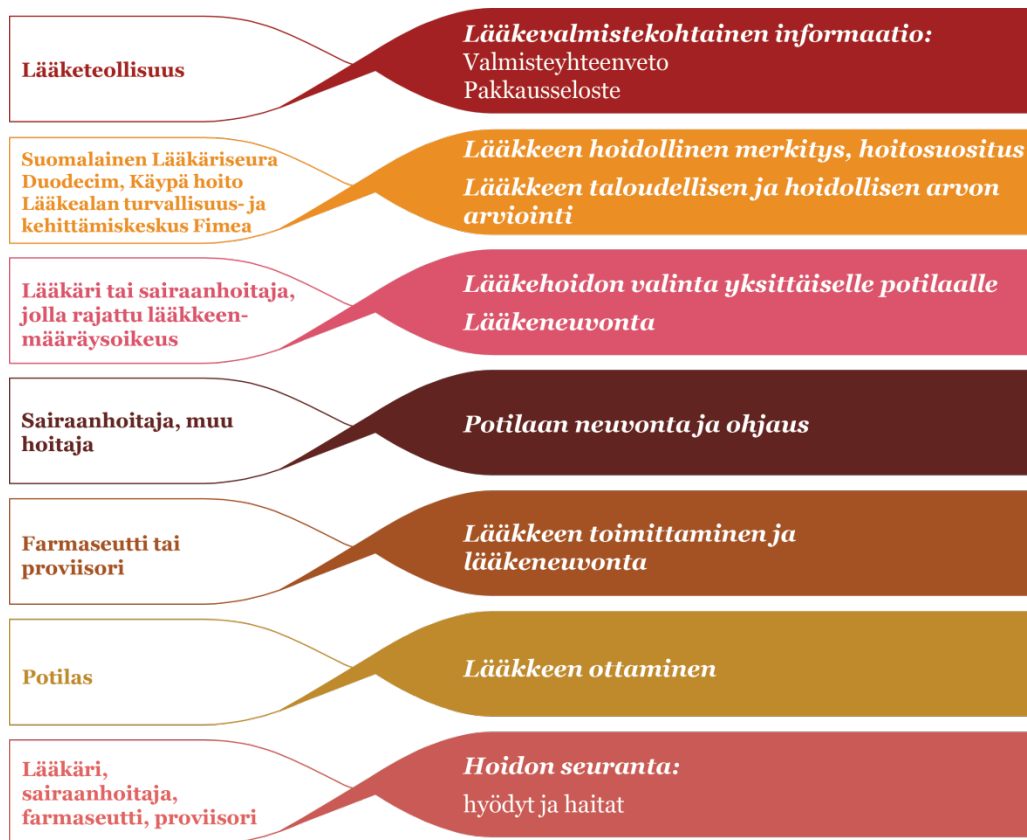 Lääketeollisuus
Lääkevalmistekohtainen informaatio:
Valmisteyhteenveto
Pakkausseloste
Suomalainen Lääkäriseura
Duodecim, Käypä hoito
Lääkealan turvallisuus- ja
kehittämiskeskus Fimea
Lääkkeen hoidollinen merkitys, hoitosuositus
Lääkkeen taloudellisen ja hoidollisen arvon
arviointi
Lääkäri tai sairaanhoitaja,
jolla rajattu lääkkeen-
määräysoikeus
Lääkehoidon valinta yksittäiselle potilaalle
Lääkeneuvonta
Sairaanhoitaja, muu
hoitaja
Potilaan neuvonta ja ohjaus
Farmaseutti tai
proviisori
Lääkkeen toimittaminen ja
lääkeneuvonta
Potilas
Lääkkeen ottaminen
Lääkäri,
sairaanhoitaja,
farmaseutti, proviisori
Hoidon seuranta:
hyödyt ja haitat